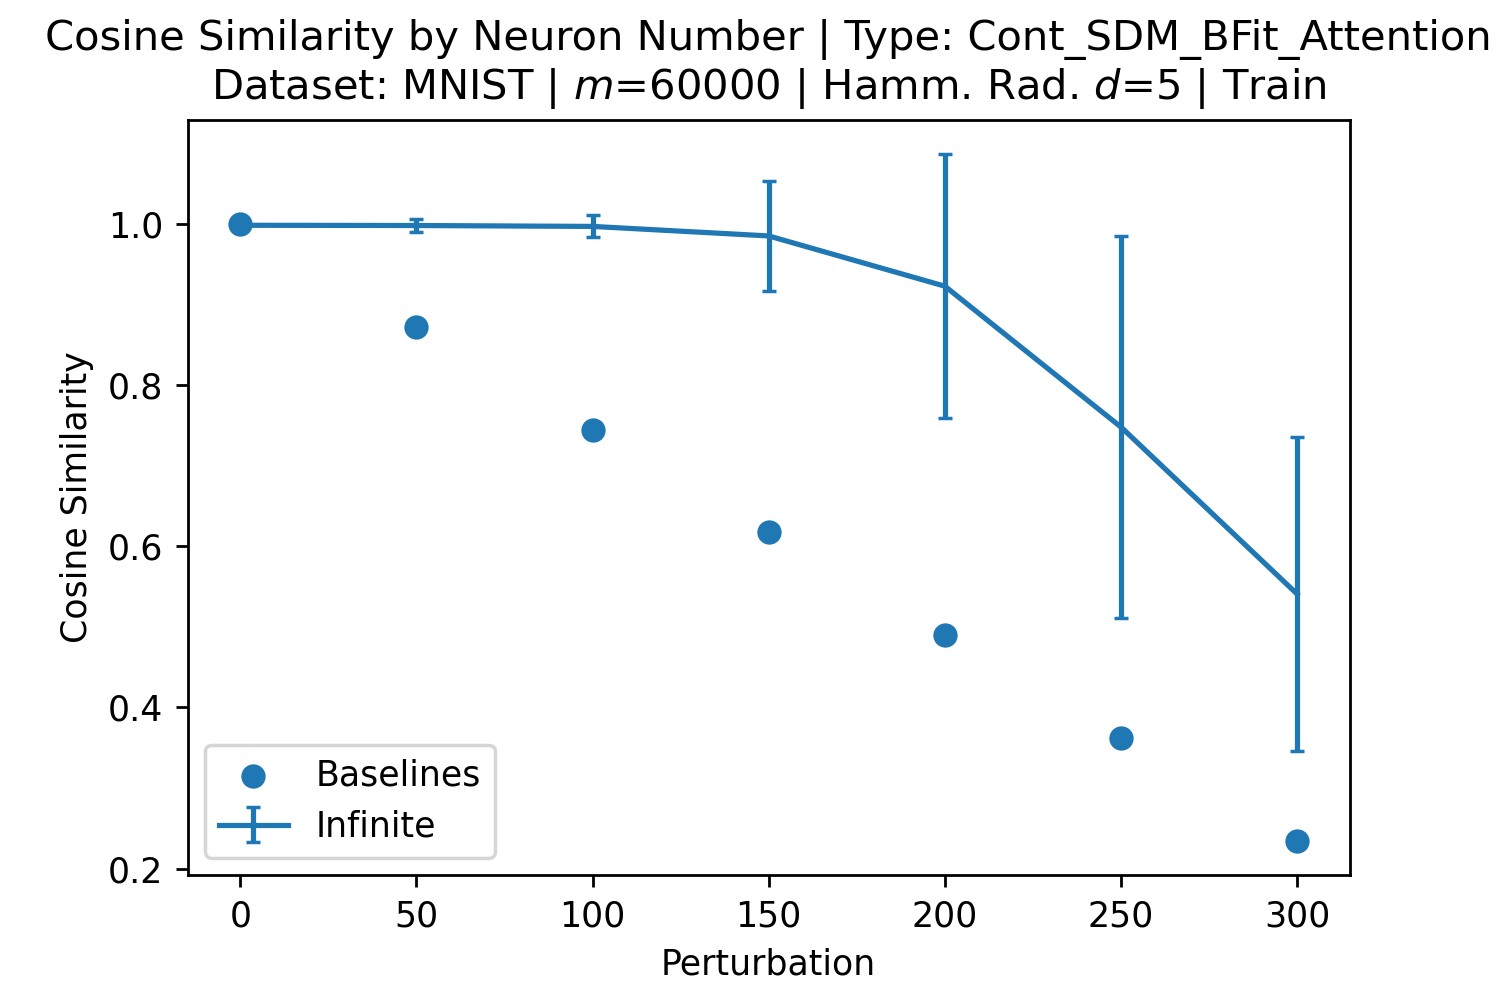 Cosine Similarity by Neuron Number | Type: Cont_SDM_BFit_Attention
Dataset: MNIST | m=60000 | Hamm. Rad. d=5 | Train
Cosine Similarity
1.0
0.8
0.6
0.4
0.2
Baselines
Infinite
0 50 100 150 200 250 300
Perturbation